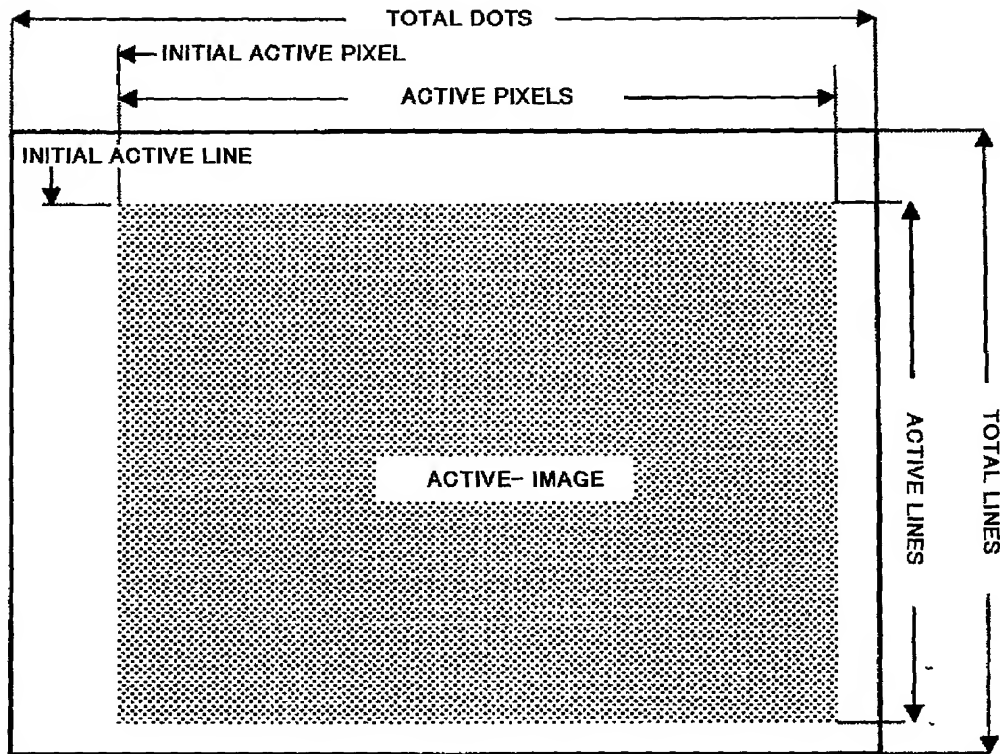 TOTAL DOTS
INITIAL ACTIVE PIXEL
ACTIVE PIXELS
INITIAL ACTIVE LINE
ACTIVE- IMAGE
ACTIVE LINES
TOTAL LINES